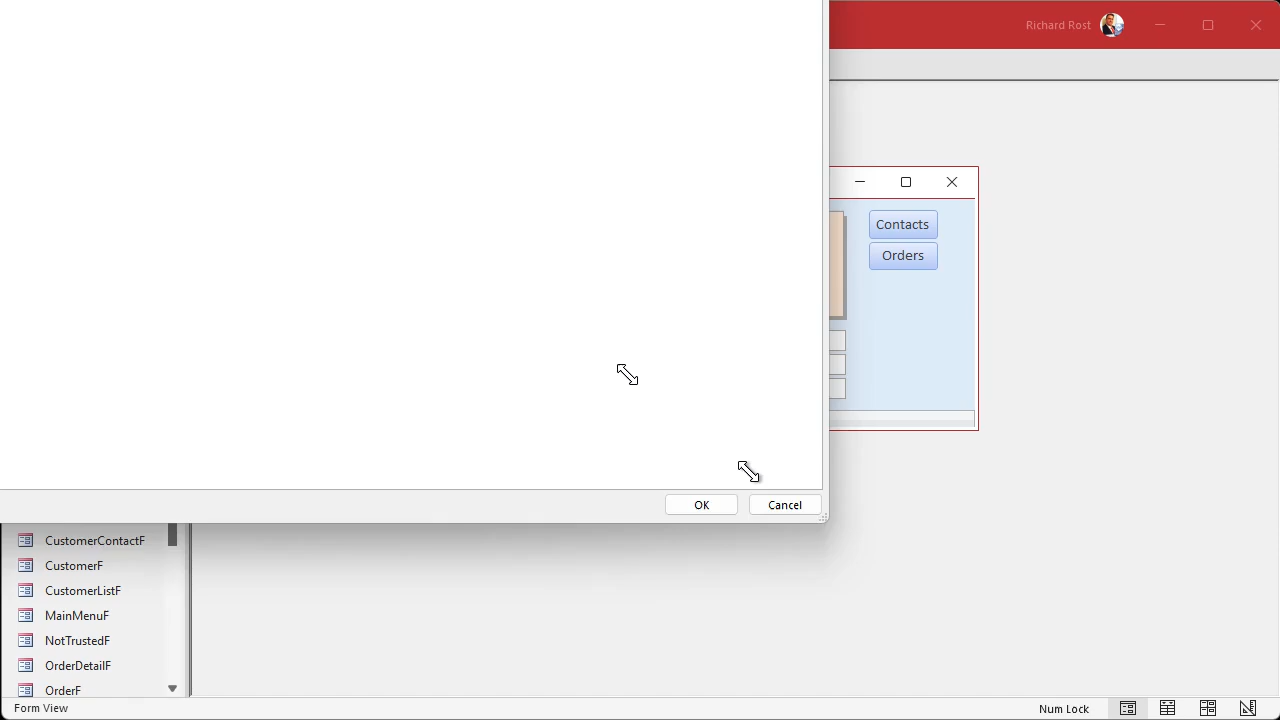 Richard Rost
Contacts
Orders
OK
Cancel
CustomerContactF
CustomerF
CustomerListF
MainMenuF
NotTrustedF
OrderDetailF
OrderF
Form View
Num Lock